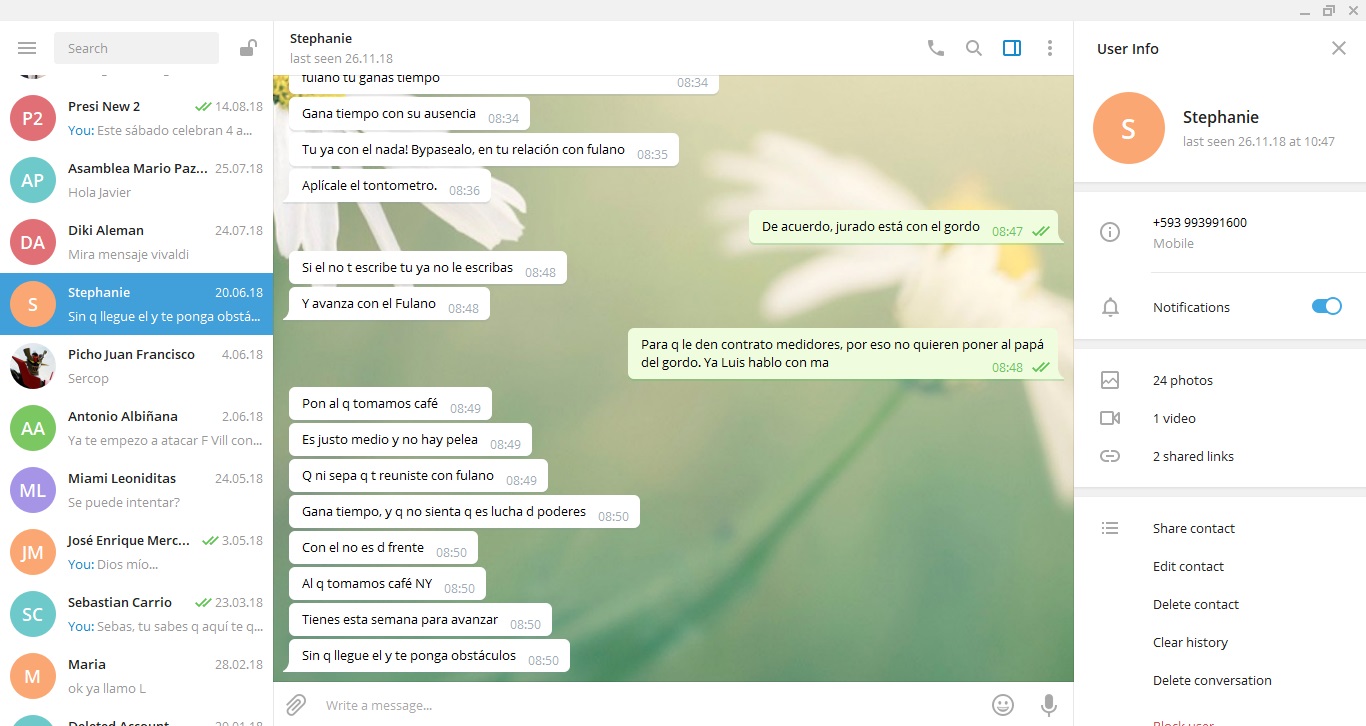 Search
P2
Presi New 2
14.08.18
You: Este sábado celebran 4 a...
AP
Asamblea Mario Paz...
25.07.18
Hola Javier
DA
Diki Aleman
24.07.18
Mira mensaje vivaldi
S
Stephanie
20.06.18
Sin q llegue el y te ponga obstá...
Picho Juan Francisco
4.06.18
Sercop
AA
Antonio Albiñana
2.06.18
Ya te empezo a atacar F Vill con...
ML
Miami Leoniditas
24.05.18
Se puede intentar?
JM
José Enrique Merc...
3.05.18
You: Dios mío...
SC
Sebastian Carrio
23.03.18
You: Sebas, tu sabes q aquí te q...
M
Maria
28.02.18
ok ya llamo L
Deleted Account
Stephanie
last seen 26.11.18
fulano tu ganas tiempo
08:34
Gana tiempo con su ausencia 08:34
Tu ya con el nada! Bypasealo, en tu relación con fulano 08:35
Aplícale el tontometro. 08:36
De acuerdo, jurado está con el gordo 08:47
Si el no t escribe tu ya no le escribas 08:48
Y avanza con el Fulano 08:48
Para q le den contrato medidores, por eso no quieren poner al papá
del gordo. Ya Luis hablo con ma
08:48
Pon al q tomamos café 08:49
Es justo medio y no hay pelea 08:49
Q ni sepa q t reuniste con fulano 08:49
Gana tiempo, y q no sienta q es lucha d poderes 08:50
Con el no es d frente 08:50
Al q tomamos café NY 08:50
Tienes esta semana para avanzar 08:50
Sin q llegue el y te ponga obstáculos 08:50
Write a message...
User Info
S
Stephanie
last seen 26.11.18 at 10:47
+593 993991600
Mobile
Notifications
24 photos
1 video
2 shared links
Share contact
Edit contact
Delete contact
Clear history
Delete conversation
Block user